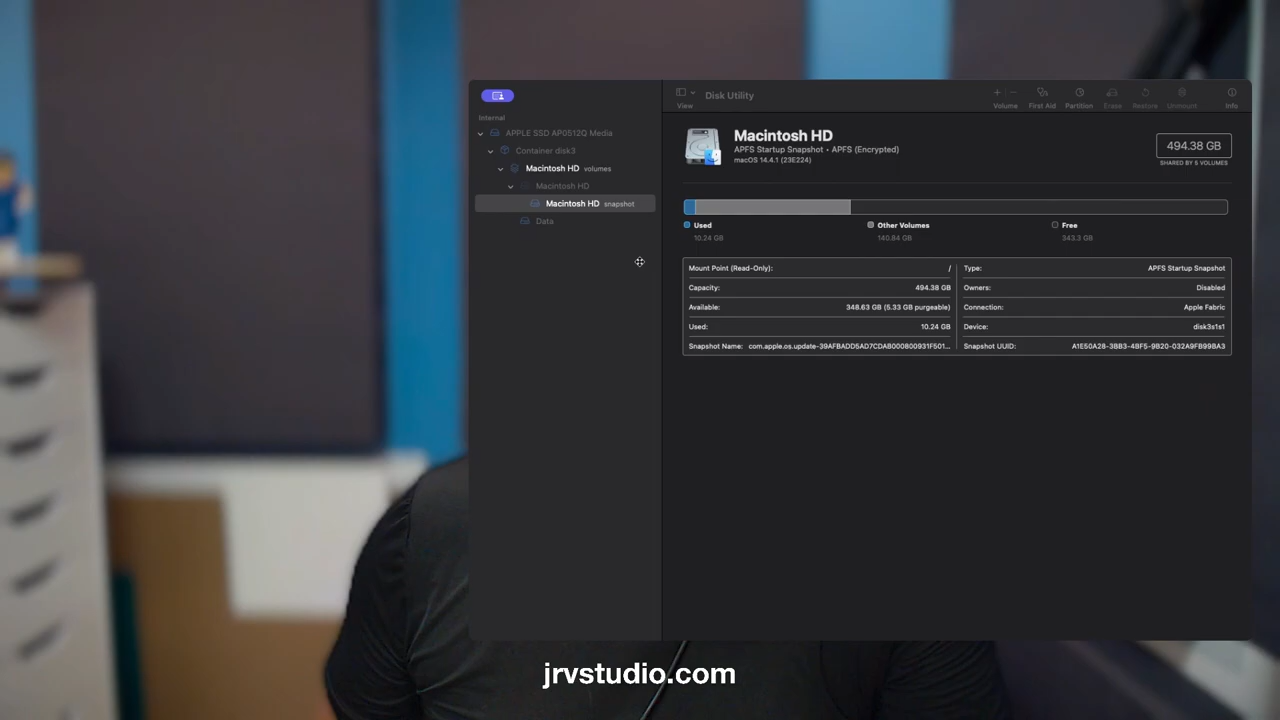 Internal
APPLE SSD AP0512Q Media
Container disk3
Macintosh HD volumes
Macintosh HD
Macintosh HD snapshot
Data
View
Disk Utility
Volume
First Aid
Partition
Erase
Restore
Unmount
Info
Macintosh HD
APFS Startup Snapshot • APFS (Encrypted)
macOS 14.4.1 (23E224)
494.38 GB
SHARED BY 5 VOLUMES
Used
10.24 GB
Other Volumes
140.84 GB
Free
343.3 GB
Mount Point (Read-Only): /
Capacity: 494.38 GB
Available: 348.63 GB (5.33 GB purgeable)
Used: 10.24 GB
Snapshot Name: com.apple.os.update-39AFBADD5AD7CDAB000800931F501...
Type: APFS Startup Snapshot
Owners: Disabled
Connection: Apple Fabric
Device: disk3s1s1
Snapshot UUID: A1E50A28-3BB3-4BF5-9B20-032A9FB99BA3
jrvstudio.com